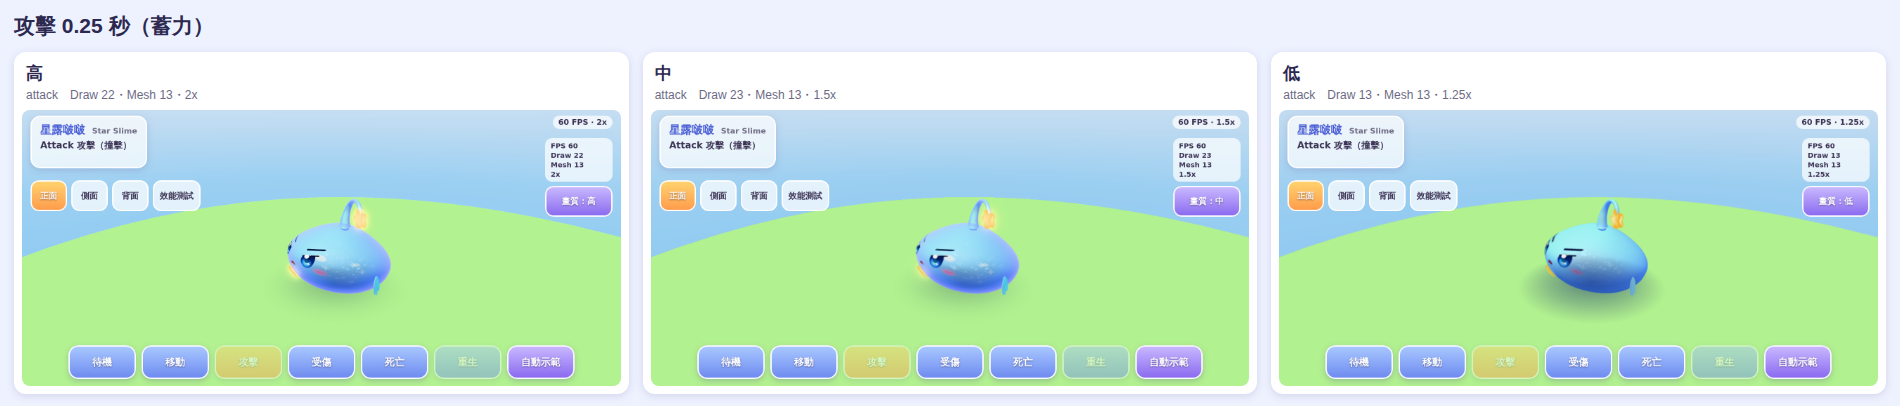 攻擊 0.25 秒（蓄力）
高
attack Draw 22・Mesh 13・2x
星露啵啵 Star Slime
Attack 攻擊（撞擊）
60 FPS · 2x
FPS 60
Draw 22
Mesh 13
2x
正面 側面 背面 效能測試
畫質：高
待機 移動 攻擊 受傷 死亡 重生 自動示範
中
attack Draw 23・Mesh 13・1.5x
星露啵啵 Star Slime
Attack 攻擊（撞擊）
60 FPS · 1.5x
FPS 60
Draw 23
Mesh 13
1.5x
正面 側面 背面 效能測試
畫質：中
待機 移動 攻擊 受傷 死亡 重生 自動示範
低
attack Draw 13・Mesh 13・1.25x
星露啵啵 Star Slime
Attack 攻擊（撞擊）
60 FPS · 1.25x
FPS 60
Draw 13
Mesh 13
1.25x
正面 側面 背面 效能測試
畫質：低
待機 移動 攻擊 受傷 死亡 重生 自動示範